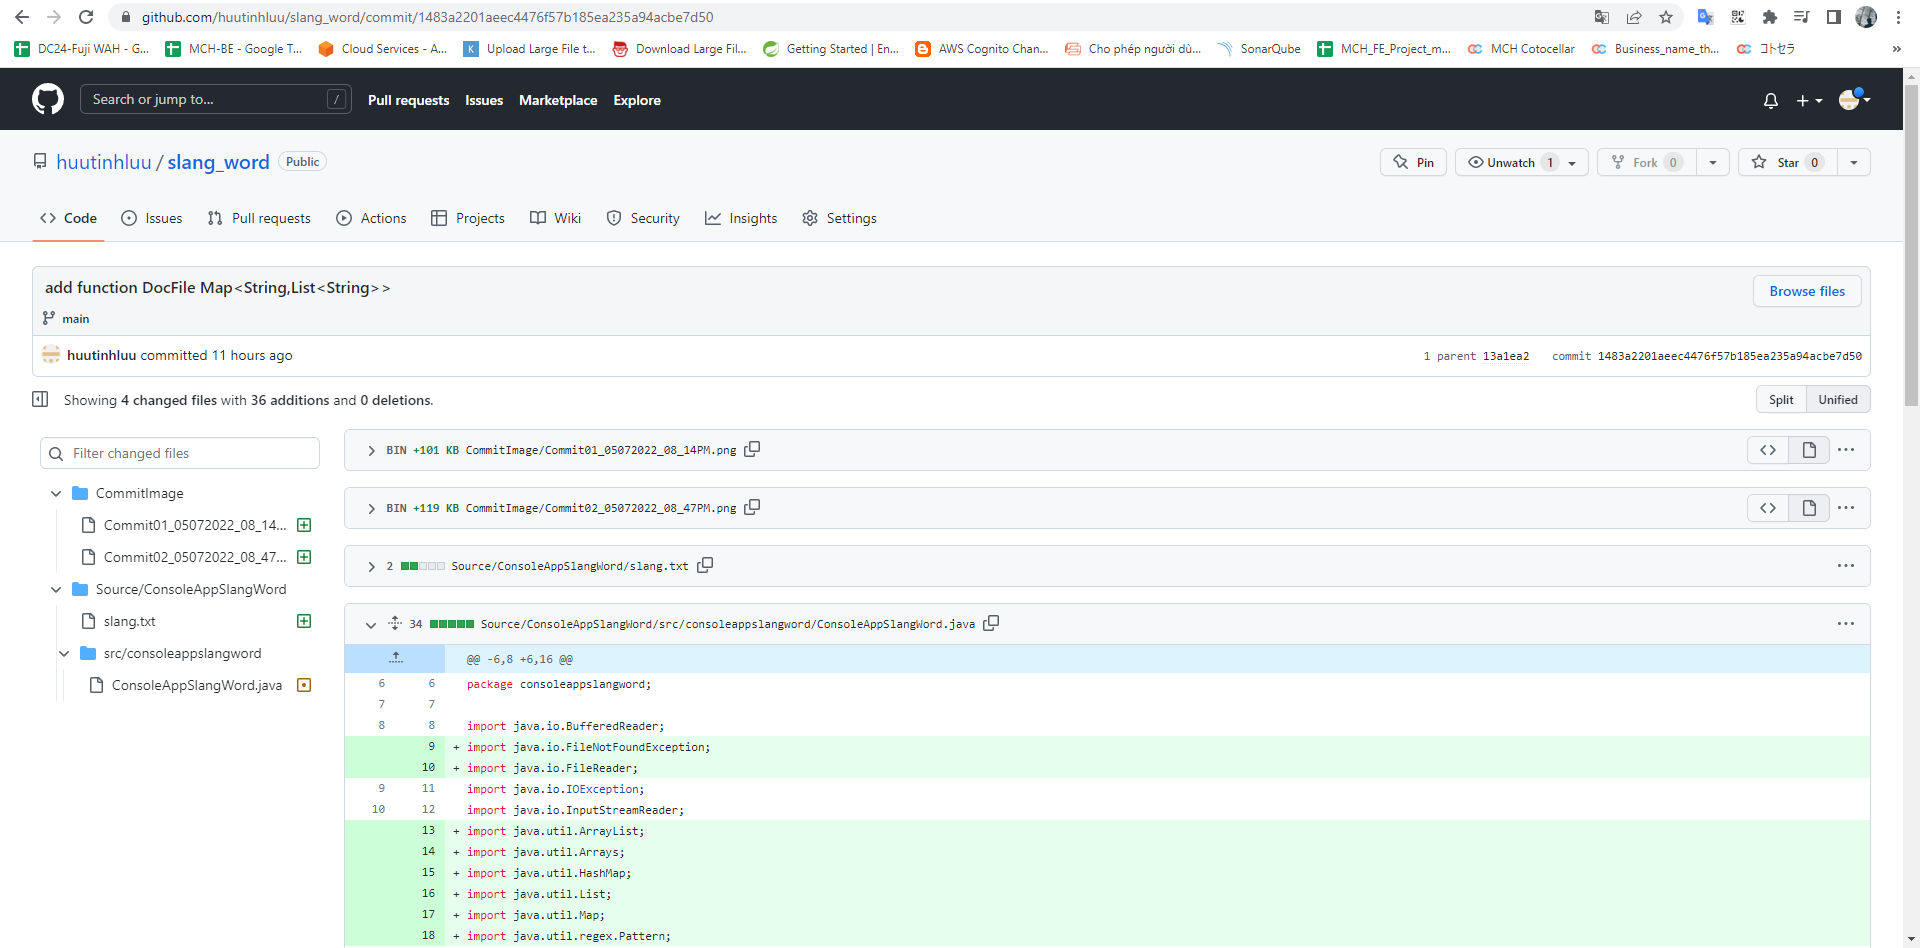 github.com/huutinhluu/slang_word/commit/1483a2201aeec4476f57b185ea235a94acbe7d50
DC24-Fuji WAH - G... MCH-BE - Google T... Cloud Services - A... Upload Large File t... Download Large Fil... Getting Started | En... AWS Cognito Chan... Cho phép người dù... SonarQube MCH_FE_Project_m... MCH Cotocellar Business_name_th... コトセラ »
Search or jump to... / Pull requests Issues Marketplace Explore
huutinhluu / slang_word Public Pin Unwatch 1 Fork 0 Star 0
Code Issues Pull requests Actions Projects Wiki Security Insights Settings
add function DocFile Map<String,List<String>> Browse files
main
huutinhluu committed 11 hours ago 1 parent 13a1ea2 commit 1483a2201aeec4476f57b185ea235a94acbe7d50
Showing 4 changed files with 36 additions and 0 deletions. Split Unified
Filter changed files
CommitImage
Commit01_05072022_08_14...
Commit02_05072022_08_47...
Source/ConsoleAppSlangWord
slang.txt
src/consoleappslangword
ConsoleAppSlangWord.java
BIN +101 KB CommitImage/Commit01_05072022_08_14PM.png
BIN +119 KB CommitImage/Commit02_05072022_08_47PM.png
2 Source/ConsoleAppSlangWord/slang.txt
34 Source/ConsoleAppSlangWord/src/consoleappslangword/ConsoleAppSlangWord.java
@@ -6,8 +6,16 @@
6 6 package consoleappslangword;
7 7
8 8 import java.io.BufferedReader;
9 + import java.io.FileNotFoundException;
10 + import java.io.FileReader;
9 11 import java.io.IOException;
10 12 import java.io.InputStreamReader;
13 + import java.util.ArrayList;
14 + import java.util.Arrays;
15 + import java.util.HashMap;
16 + import java.util.List;
17 + import java.util.Map;
18 + import java.util.regex.Pattern;